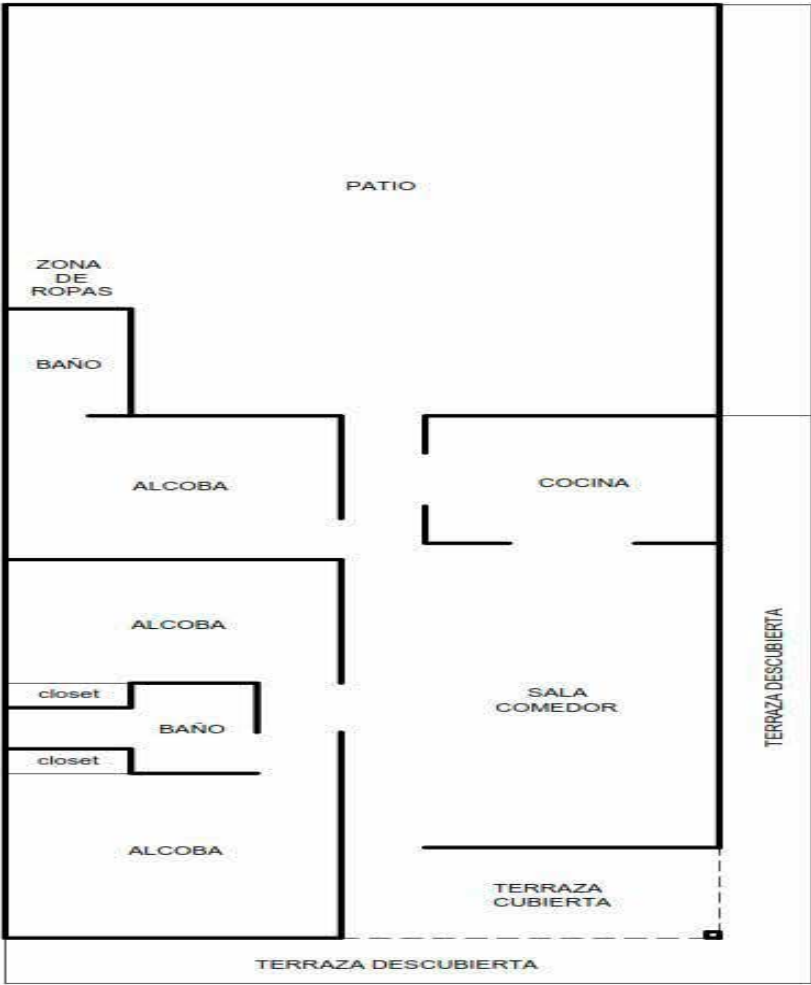 PATIO
ZONA
DE
ROPAS
BAÑO
ALCOBA
COCINA
ALCOBA
closet
SALA
COMEDOR
BAÑO
closet
ALCOBA
TERRAZA
CUBIERTA
TERRAZA DESCUBIERTA
TERRAZA DESCUBIERTA